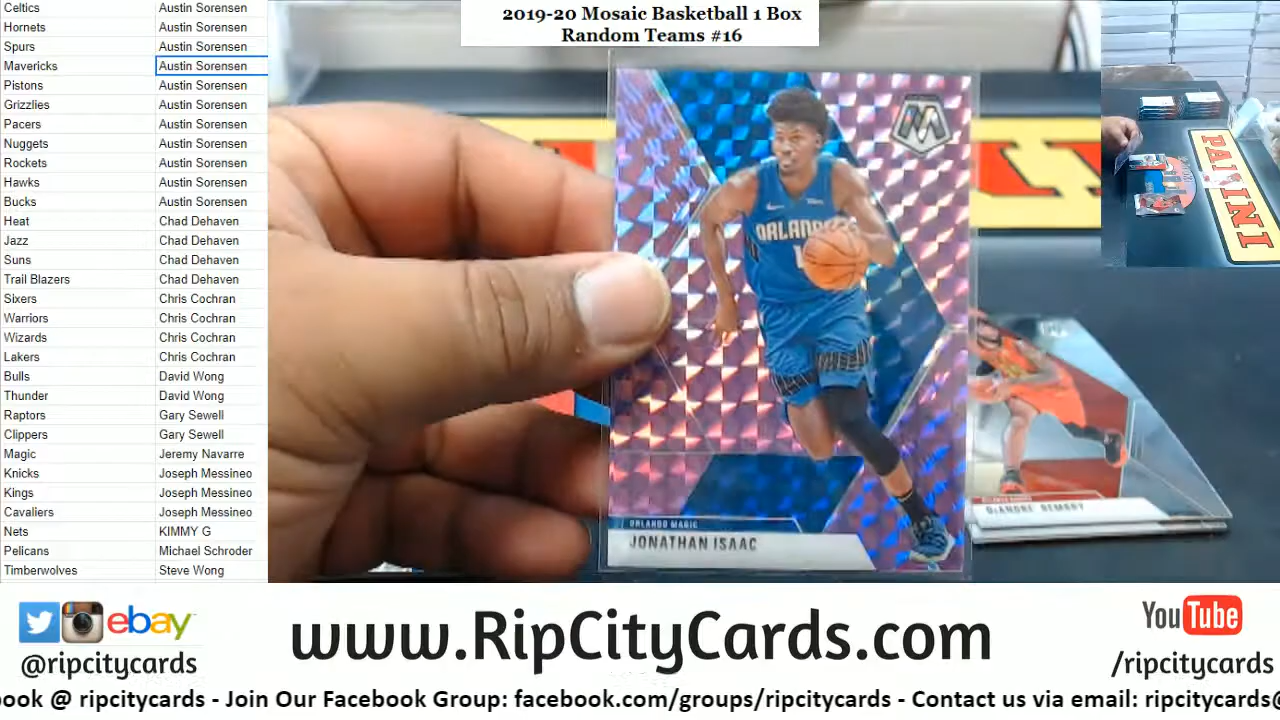 2019-20 Mosaic Basketball 1 Box
Random Teams #16
Celtics Austin Sorensen
Hornets Austin Sorensen
Spurs Austin Sorensen
Mavericks Austin Sorensen
Pistons Austin Sorensen
Grizzlies Austin Sorensen
Pacers Austin Sorensen
Nuggets Austin Sorensen
Rockets Austin Sorensen
Hawks Austin Sorensen
Bucks Austin Sorensen
Heat Chad Dehaven
Jazz Chad Dehaven
Suns Chad Dehaven
Trail Blazers Chad Dehaven
Sixers Chris Cochran
Warriors Chris Cochran
Wizards Chris Cochran
Lakers Chris Cochran
Bulls David Wong
Thunder David Wong
Raptors Gary Sewell
Clippers Gary Sewell
Magic Jeremy Navarre
Knicks Joseph Messineo
Kings Joseph Messineo
Cavaliers Joseph Messineo
Nets KIMMY G
Pelicans Michael Schroder
Timberwolves Steve Wong
M
ORLANDO
ORLANDO MAGIC
JONATHAN ISAAC
DeANDRE BEMBRY
PANINI
ebay
@ripcitycards
www.RipCityCards.com
YouTube
/ripcitycards
book @ ripcitycards - Join Our Facebook Group: facebook.com/groups/ripcitycards - Contact us via email: ripcitycards@